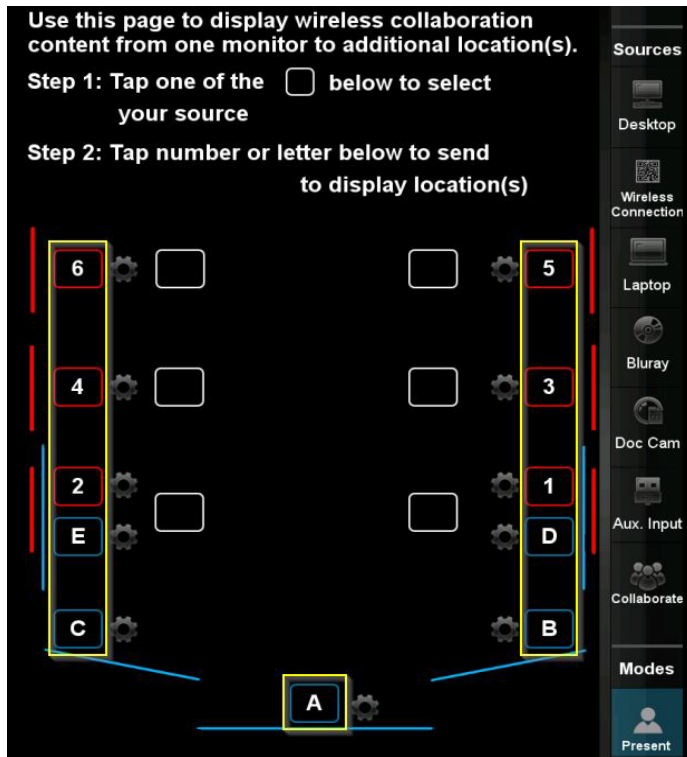 Use this page to display wireless collaboration
content from one monitor to additional location(s).
Step 1: Tap one of the below to select
your source
Step 2: Tap number or letter below to send
to display location(s)
6
5
4
3
2
1
E
D
C
B
A
Sources
Desktop
Wireless
Connection
Laptop
Bluray
Doc Cam
Aux. Input
Collaborate
Modes
Present